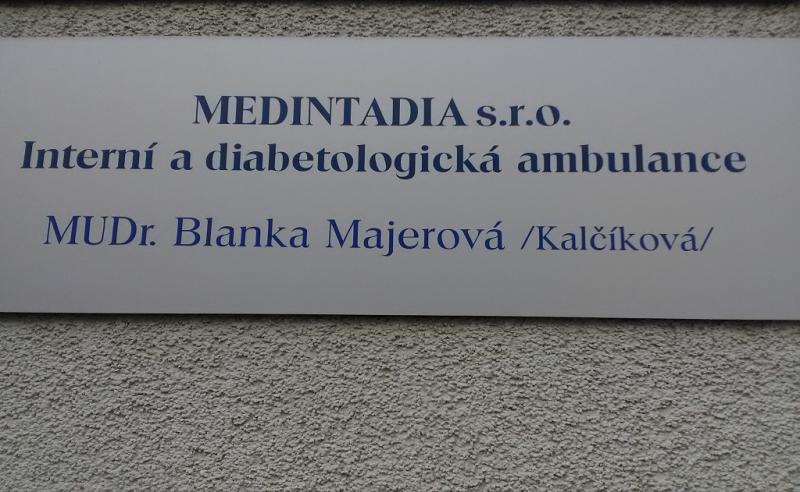 MEDINTADIA s.r.o.
Interní a diabetologická ambulance
MUDr. Blanka Majerová /Kalčíková/